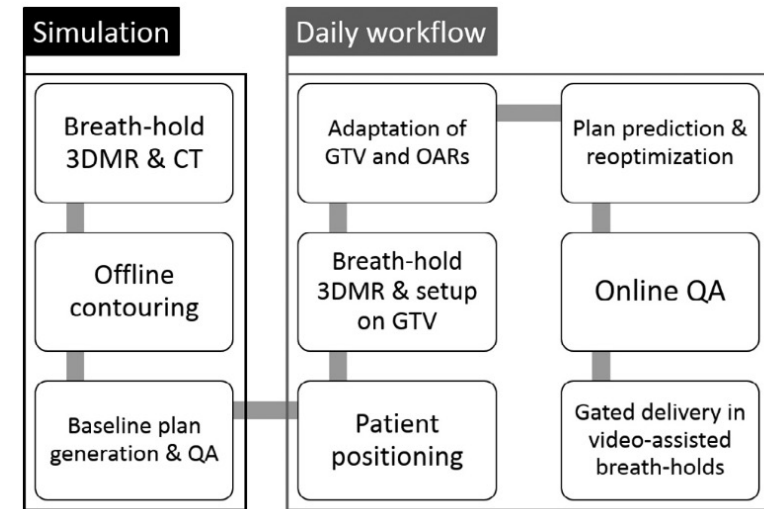 Simulation
Breath-hold
3DMR & CT
Offline
contouring
Baseline plan
generation & QA
Daily workflow
Patient
positioning
Breath-hold
3DMR & setup
on GTV
Adaptation of
GTV and OARs
Plan prediction &
reoptimization
Online QA
Gated delivery in
video-assisted
breath-holds